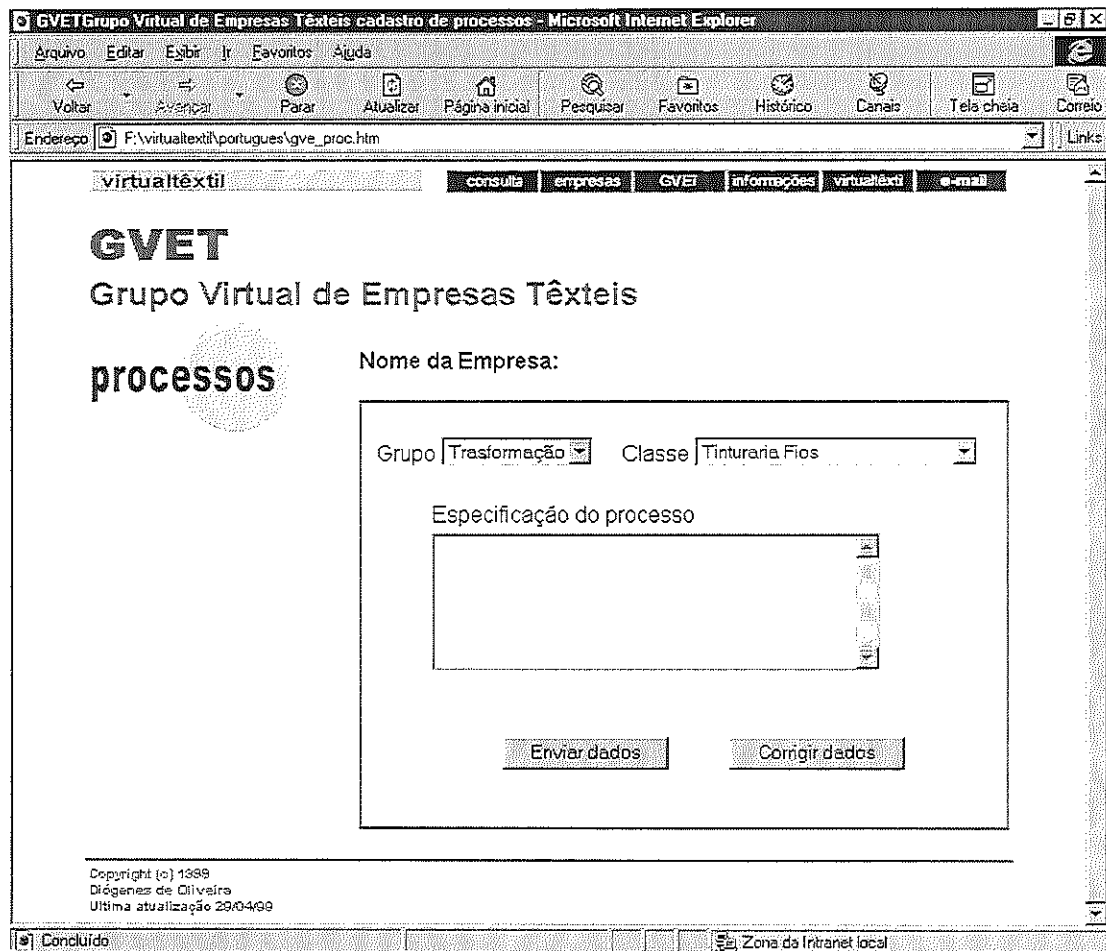 GVETGrupo Virtual de Empresas Têxteis cadastro de processos - Microsoft Internet Explorer
Arquivo Editar Exibir Ir Favoritos Ajuda
Voltar Avançar Parar Atualizar Página inicial Pesquisar Favoritos Histórico Canais Tela cheia Correio
Endereço F:\virtualtextil\portugues\gve_proc.htm Links
virtualtêxtil consulta empresas GVET informações virtualtêxtil e-mail
GVET
Grupo Virtual de Empresas Têxteis
processos
Nome da Empresa:
Grupo Trasformação Classe Tinturaria Fios
Especificação do processo
Enviar dados Corrigir dados
Copyright (c) 1999
Diógenes de Oliveira
Ultima atualização 29/04/99
Concluído Zona da Intranet local